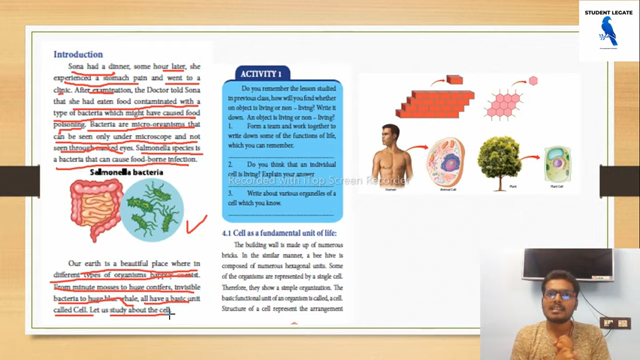 STUDENT LEGATE
Introduction
Sona had a dinner, some hour later, she
experienced a stomach pain and went to a
clinic. After examination, the Doctor told Sona
that she had eaten food contaminated with a
type of bacteria which might have caused food
poisoning. Bacteria are micro-organisms that
can be seen only under microscope and not
seen through naked eyes. Salmonella species is
a bacteria that can cause food-borne infection.
Salmonella bacteria
Our earth is a beautiful place where in
different types of organisms happily
From minute mosses to huge conifers, invisible
bacteria to huge blue whale, all have a basic unit
called Cell. Let us study about the cell
ACTIVITY 1
Do you remember the lesson studied
in previous class, how will you find whether
on object is living or non – living? Write it
down. An object is living or non – living?
1. Form a team and work together to
write down some of the functions of life,
which you can remember.
2. Do you think that an individual
cell is living? Explain your answer.
3. Write about various organelles of
a cell which you know.
4.1 Cell as a fundamental unit of life:
The building wall is made up of numerous
bricks. In the similar manner, a bee hive is
composed of numerous hexagonal units. Some
of the organisms are represented by a single cell.
Therefore, they show a simple organization. The
basic functional unit of an organism is called, a cell.
Structure of a cell represent the arrangement
Human
Animal Cell
Plant
Plant Cell
Recorded with iTop Screen Recorder